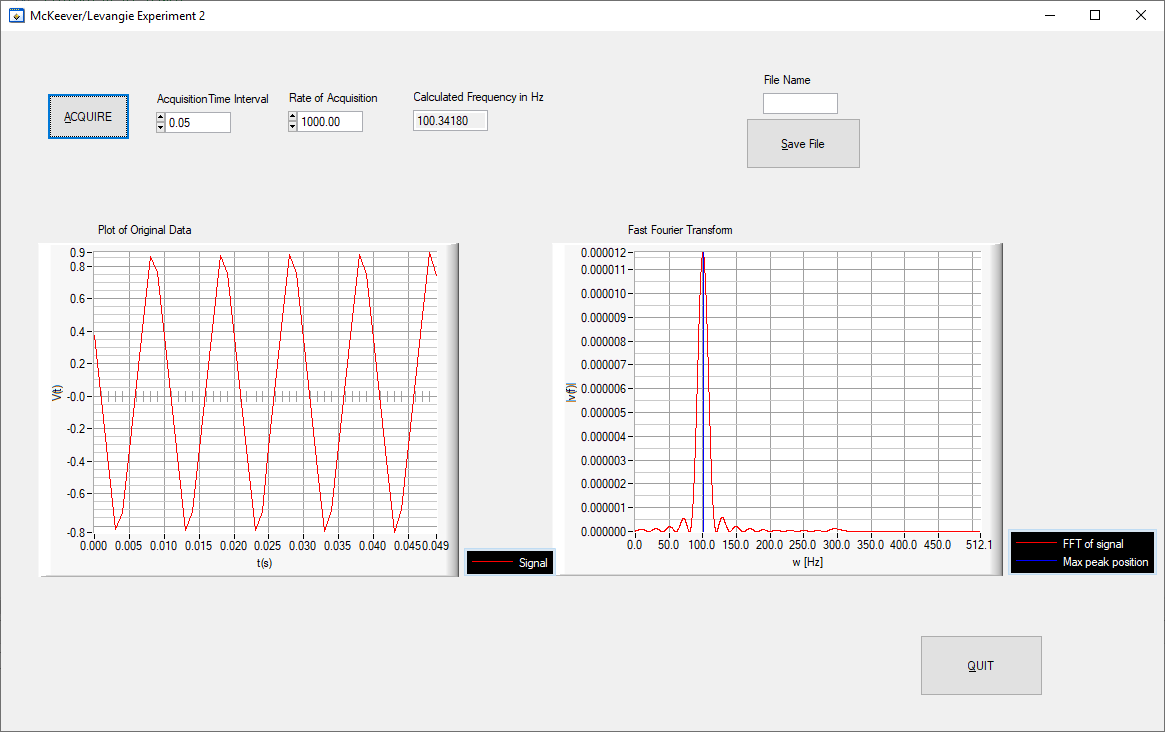 McKeever/Levangie Experiment 2
File Name
ACQUIRE
Acquisition Time Interval
0.05
Rate of Acquisition
1000.00
Calculated Frequency in Hz
100.34180
Save File
Plot of Original Data
0.9
0.8
0.6
0.4
0.2
-0.0
-0.2
-0.4
-0.6
-0.8
V(t)
0.000 0.005 0.010 0.015 0.020 0.025 0.030 0.035 0.040 0.045 0.049
t(s)
Signal
Fast Fourier Transform
0.000012
0.000011
0.000010
0.000009
0.000008
0.000007
0.000006
0.000005
0.000004
0.000003
0.000002
0.000001
0.000000
|v(f)|
0.0 50.0 100.0 150.0 200.0 250.0 300.0 350.0 400.0 450.0 512.1
w [Hz]
FFT of signal
Max peak position
QUIT